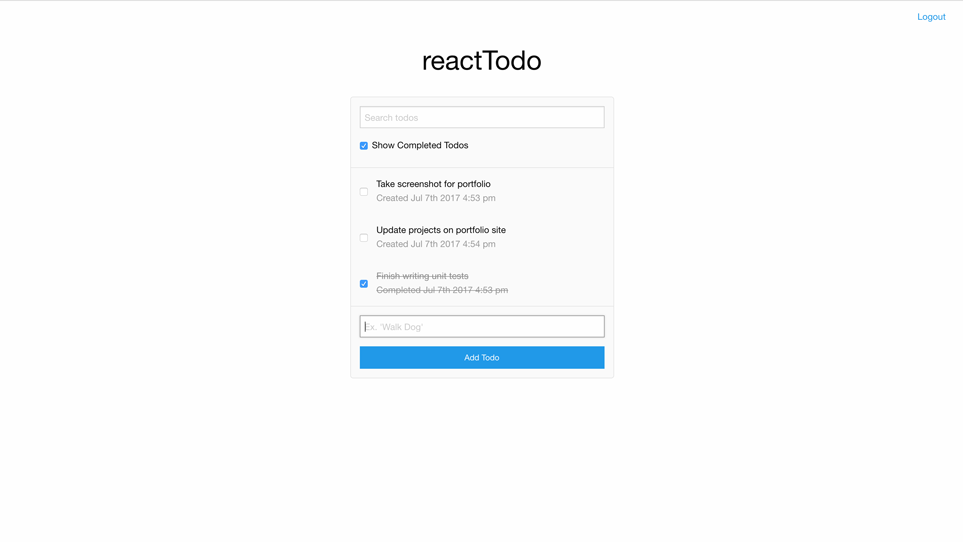 Logout
reactTodo
Search todos
Show Completed Todos
Take screenshot for portfolio
Created Jul 7th 2017 4:53 pm
Update projects on portfolio site
Created Jul 7th 2017 4:54 pm
Finish writing unit tests
Completed Jul 7th 2017 4:53 pm
Ex. 'Walk Dog'
Add Todo